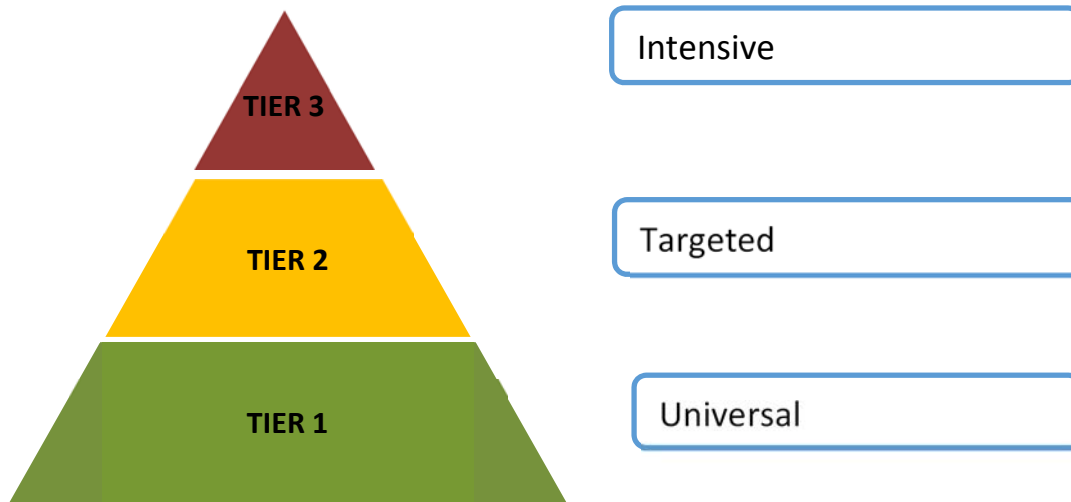 TIER 3
Intensive
TIER 2
Targeted
TIER 1
Universal